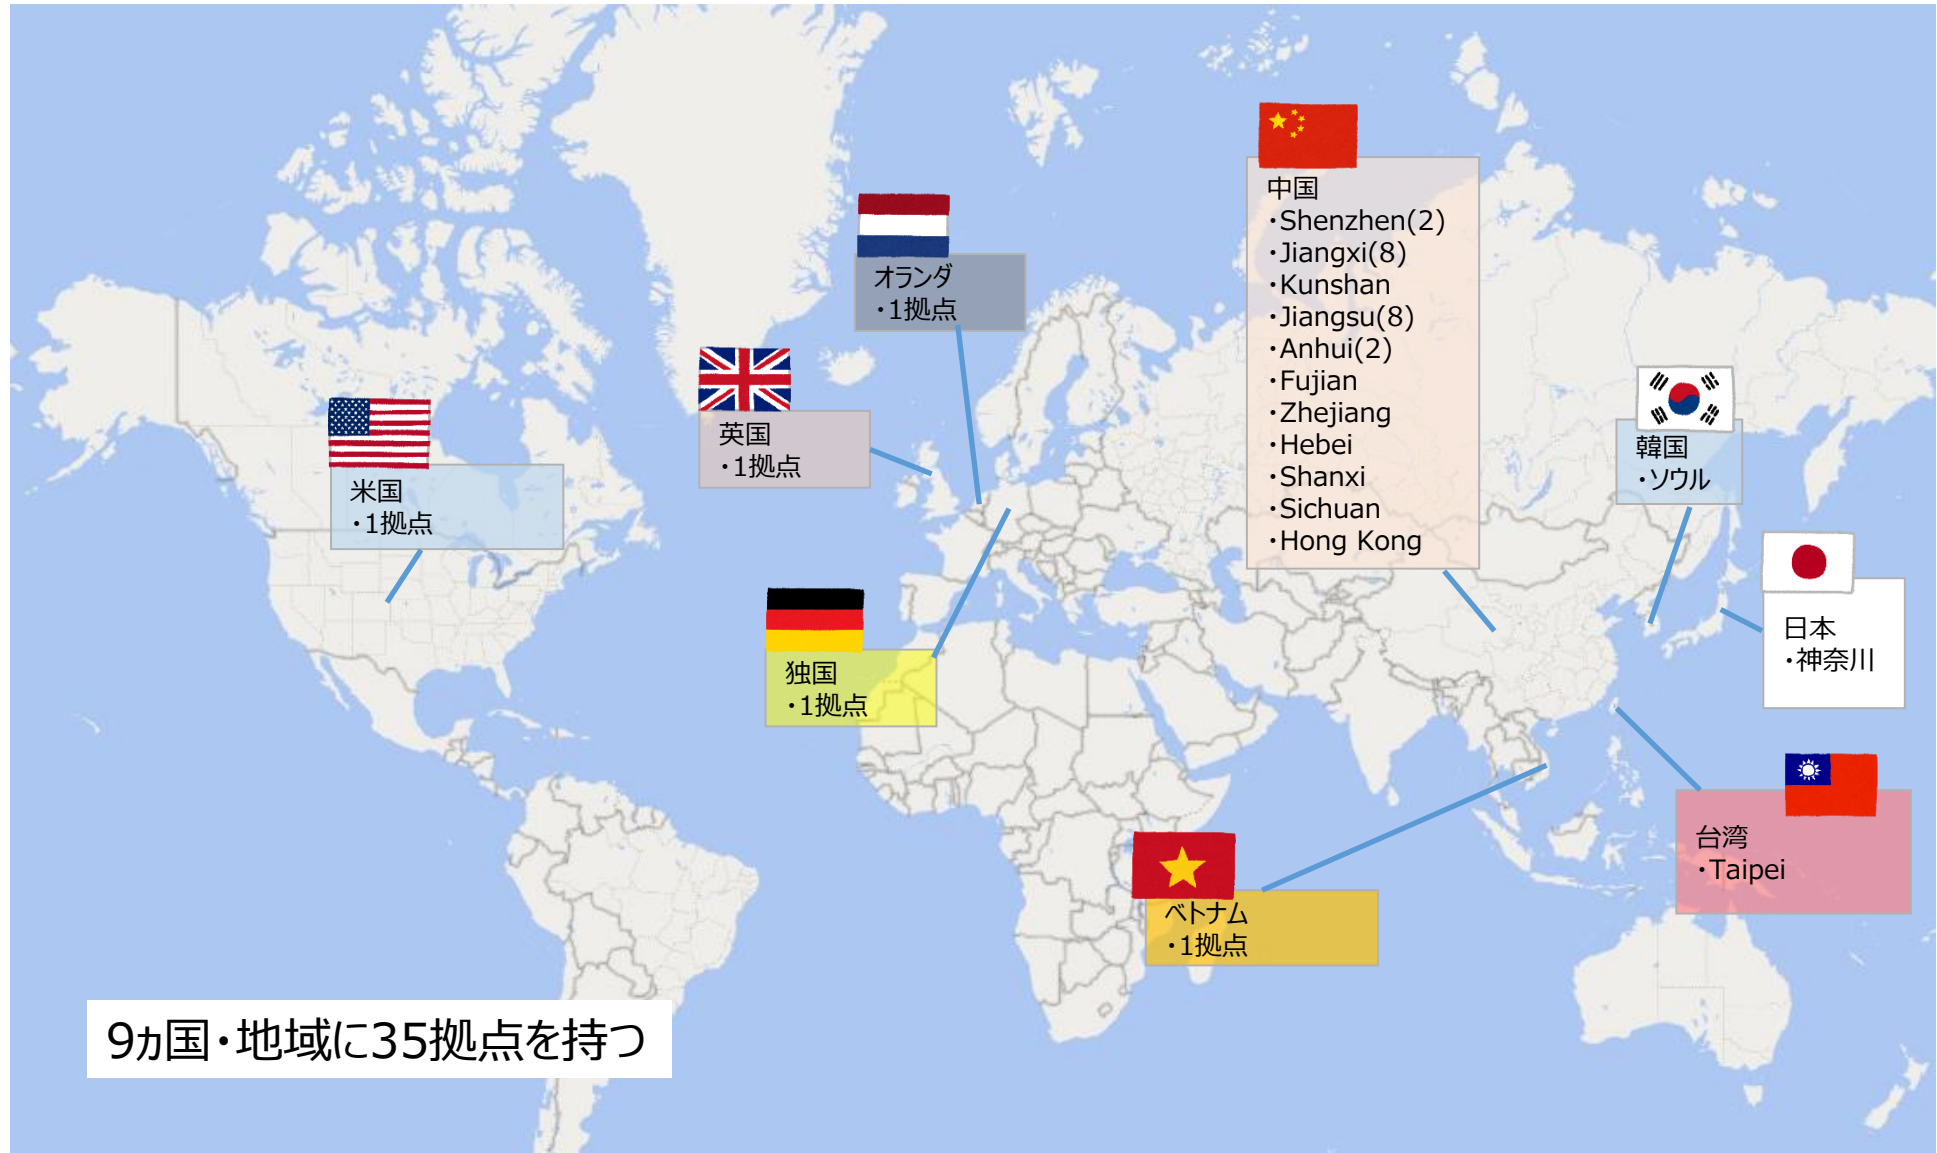 中国
・Shenzhen(2)
・Jiangxi(8)
・Kunshan
・Jiangsu(8)
・Anhui(2)
・Fujian
・Zhejiang
・Hebei
・Shanxi
・Sichuan
・Hong Kong
オランダ
・1拠点
英国
・1拠点
米国
・1拠点
韓国
・ソウル
日本
・神奈川
独国
・1拠点
台湾
・Taipei
ベトナム
・1拠点
9ヵ国・地域に35拠点を持つ